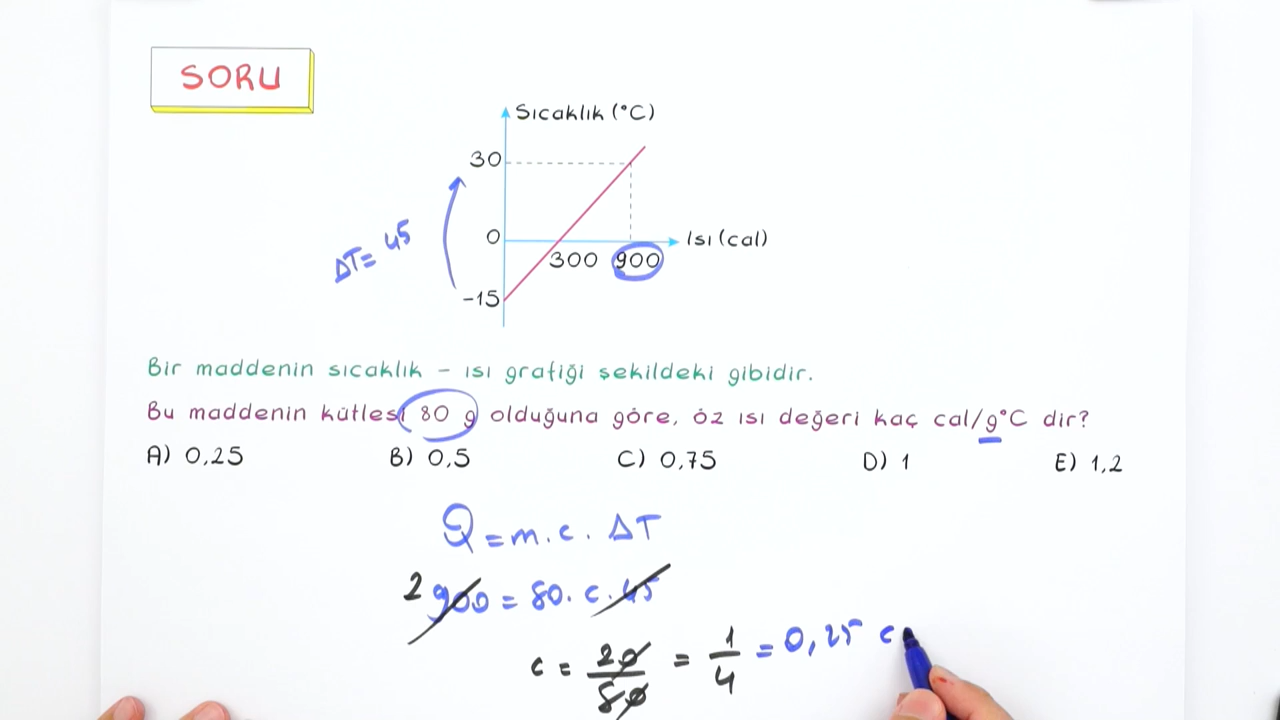 SORU
Sıcaklık (°C)
30
0
-15
300 900
Isı (cal)
ΔT= 45
Bir maddenin sıcaklık – ısı grafiği şekildeki gibidir.
Bu maddenin kütlesi 80 g olduğuna göre, öz ısı değeri kaç cal/g°C dir?
A) 0,25 B) 0,5 C) 0,75 D) 1 E) 1,2
Q = m.c. ΔT
2 900 = 80. c. 45
c = 20/80 = 1/4 = 0,25 c